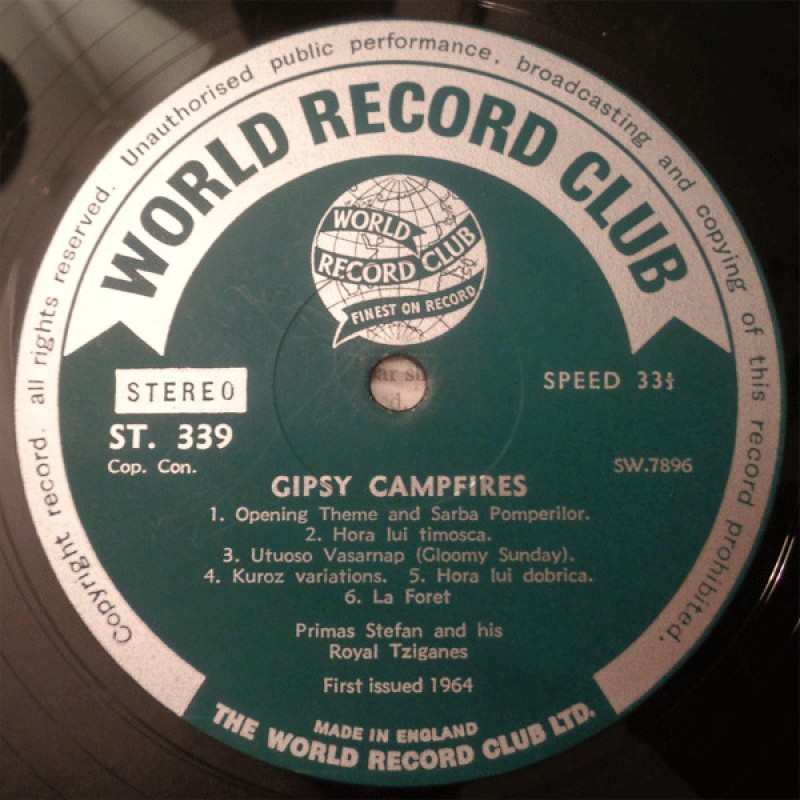 Copyright record. all rights reserved. Unauthorised public performance, broadcasting and copying of this record prohibited.
WORLD RECORD CLUB
WORLD
RECORD CLUB
FINEST ON RECORD
STEREO
SPEED 33⅓
ST. 339
Cop. Con.
SW.7896
GIPSY CAMPFIRES
1. Opening Theme and Sarba Pomperilor.
2. Hora lui timosca.
3. Utuoso Vasarnap (Gloomy Sunday).
4. Kuroz variations. 5. Hora lui dobrica.
6. La Foret
Primas Stefan and his
Royal Tziganes
First issued 1964
MADE IN ENGLAND
THE WORLD RECORD CLUB LTD.